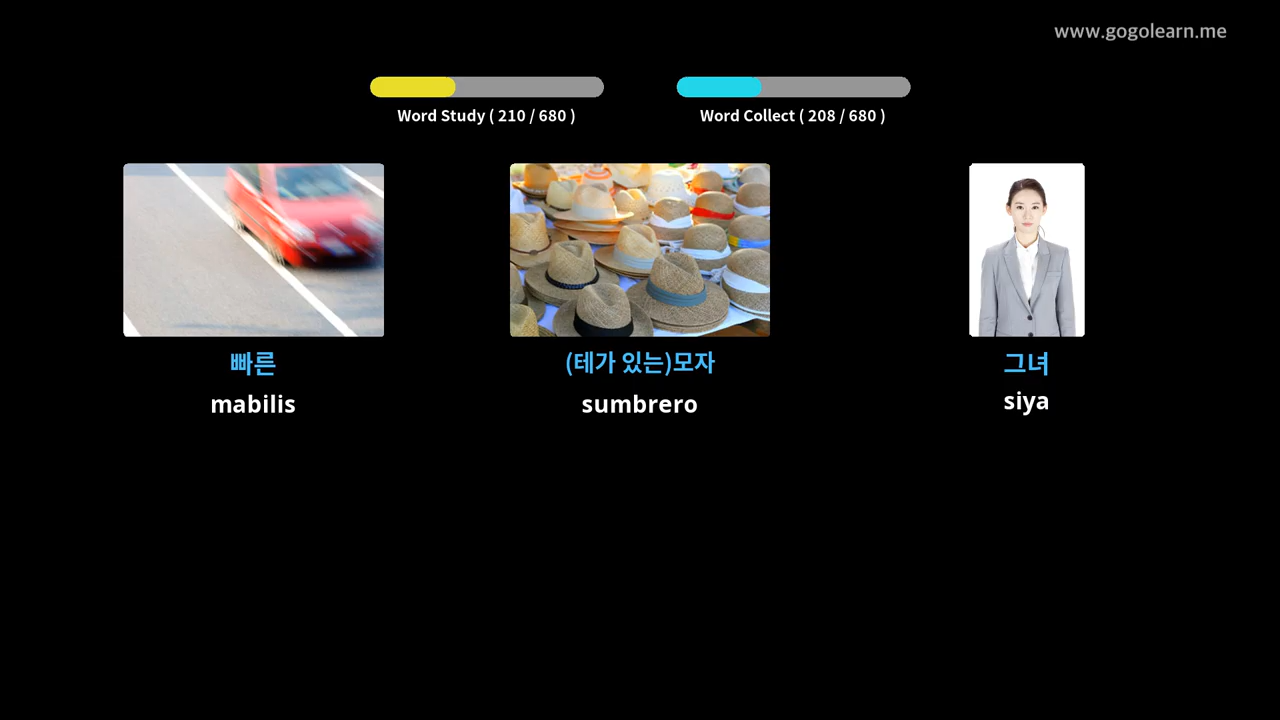 www.gogolearn.me
Word Study ( 210 / 680 )
Word Collect ( 208 / 680 )
빠른
mabilis
(테가 있는)모자
sumbrero
그녀
siya